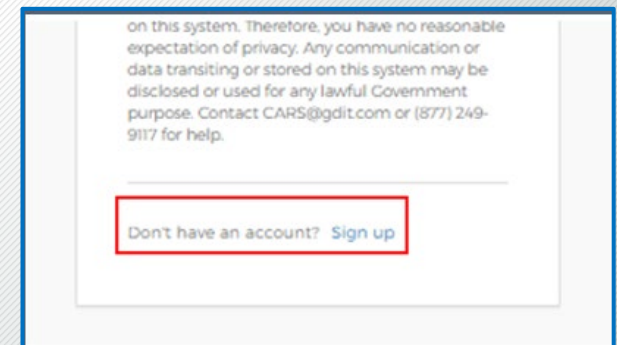 on this system. Therefore, you have no reasonable
expectation of privacy. Any communication or
data transiting or stored on this system may be
disclosed or used for any lawful Government
purpose. Contact CARS@gdit.com or (877) 249-
9117 for help.
Don't have an account? Sign up